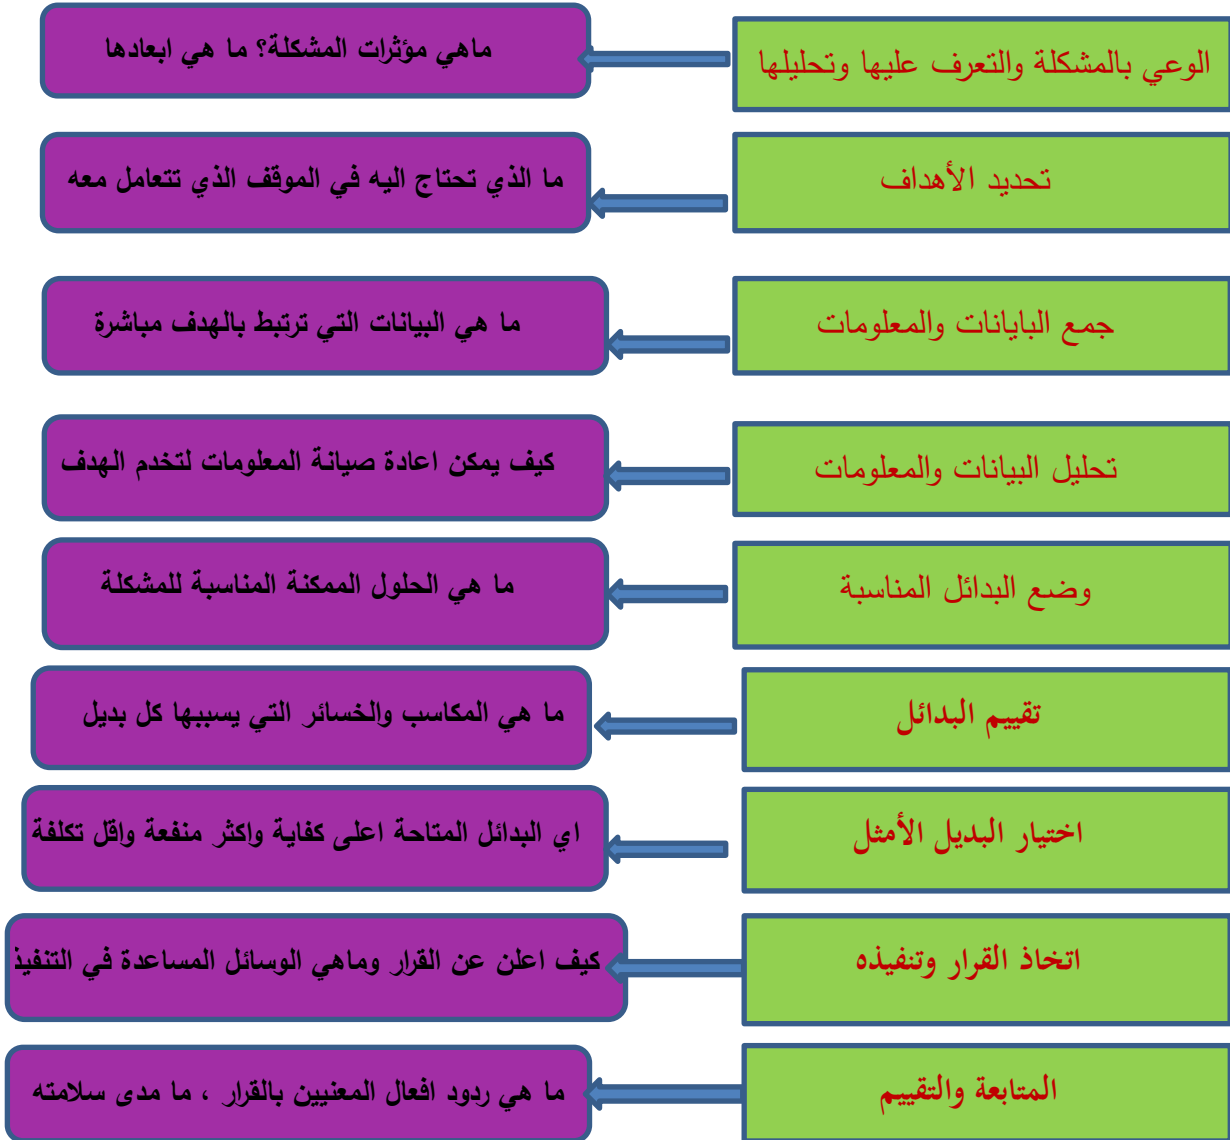 الوعي بالمشكلة والتعرف عليها وتحليلها
ماهي مؤثرات المشكلة؟ ما هي ابعادها
تحديد الأهداف
ما الذي تحتاج اليه في الموقف الذي تتعامل معه
جمع البايانات والمعلومات
ما هي البيانات التي ترتبط بالهدف مباشرة
تحليل البيانات والمعلومات
كيف يمكن اعادة صيانة المعلومات لتخدم الهدف
وضع البدائل المناسبة
ما هي الحلول الممكنة المناسبة للمشكلة
تقييم البدائل
ما هي المكاسب والخسائر التي يسببها كل بديل
اختيار البديل الأمثل
اي البدائل المتاحة اعلى كفاية واكثر منفعة واقل تكلفة
اتخاذ القرار وتنفيذه
كيف اعلن عن القرار وماهي الوسائل المساعدة في التنفيذ
المتابعة والتقييم
ما هي ردود افعال المعنيين بالقرار ، ما مدى سلامته